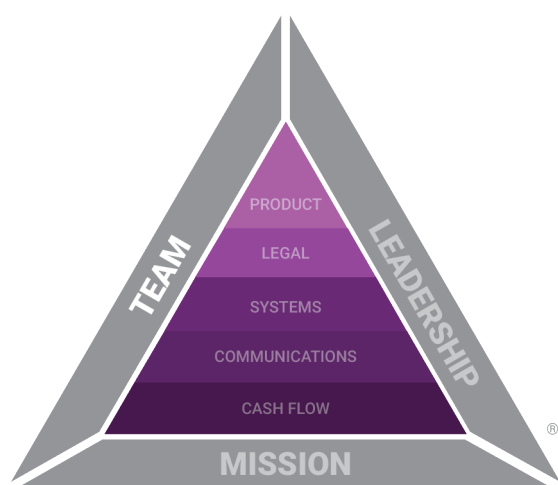 PRODUCT
LEGAL
TEAM
LEADERSHIP
SYSTEMS
COMMUNICATIONS
CASH FLOW
®
MISSION